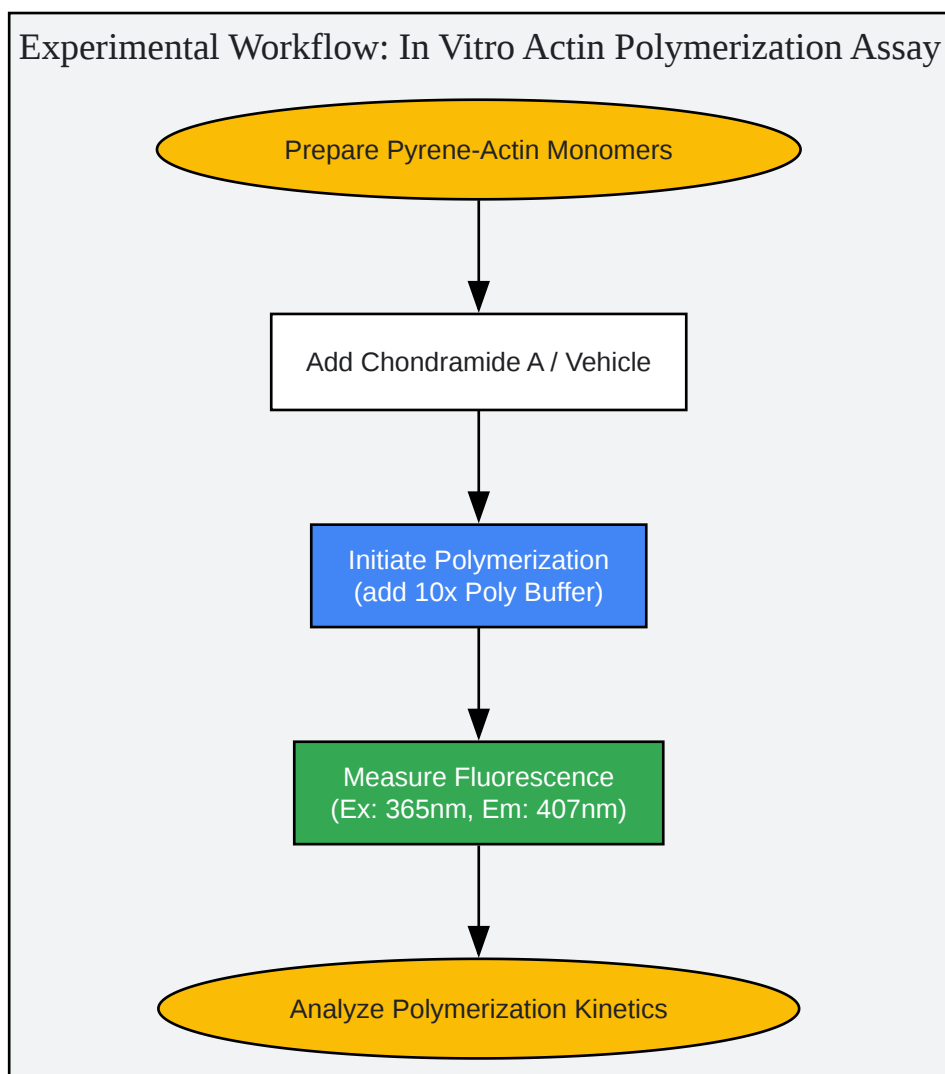 Experimental Workflow: In Vitro Actin Polymerization Assay
Prepare Pyrene-Actin Monomers
Add Chondramide A / Vehicle
Initiate Polymerization
(add 10x Poly Buffer)
Measure Fluorescence
(Ex: 365nm, Em: 407nm)
Analyze Polymerization Kinetics